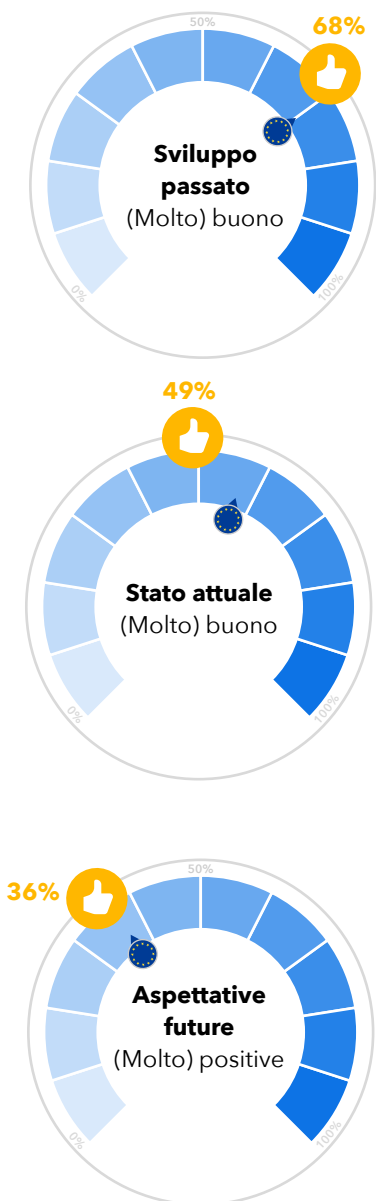 68%
50%
Sviluppo
passato
(Molto) buono
0%
100%
49%
Stato attuale
(Molto) buono
0%
100%
36%
50%
Aspettative
future
(Molto) positive
0%
100%